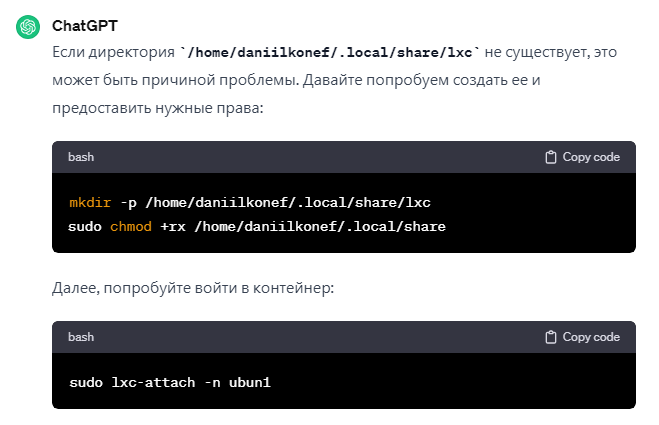 ChatGPT
Если директория `/home/daniilkonef/.local/share/lxc` не существует, это
может быть причиной проблемы. Давайте попробуем создать ее и
предоставить нужные права:
bash Copy code
mkdir -p /home/daniilkonef/.local/share/lxc
sudo chmod +rx /home/daniilkonef/.local/share
Далее, попробуйте войти в контейнер:
bash Copy code
sudo lxc-attach -n ubun1